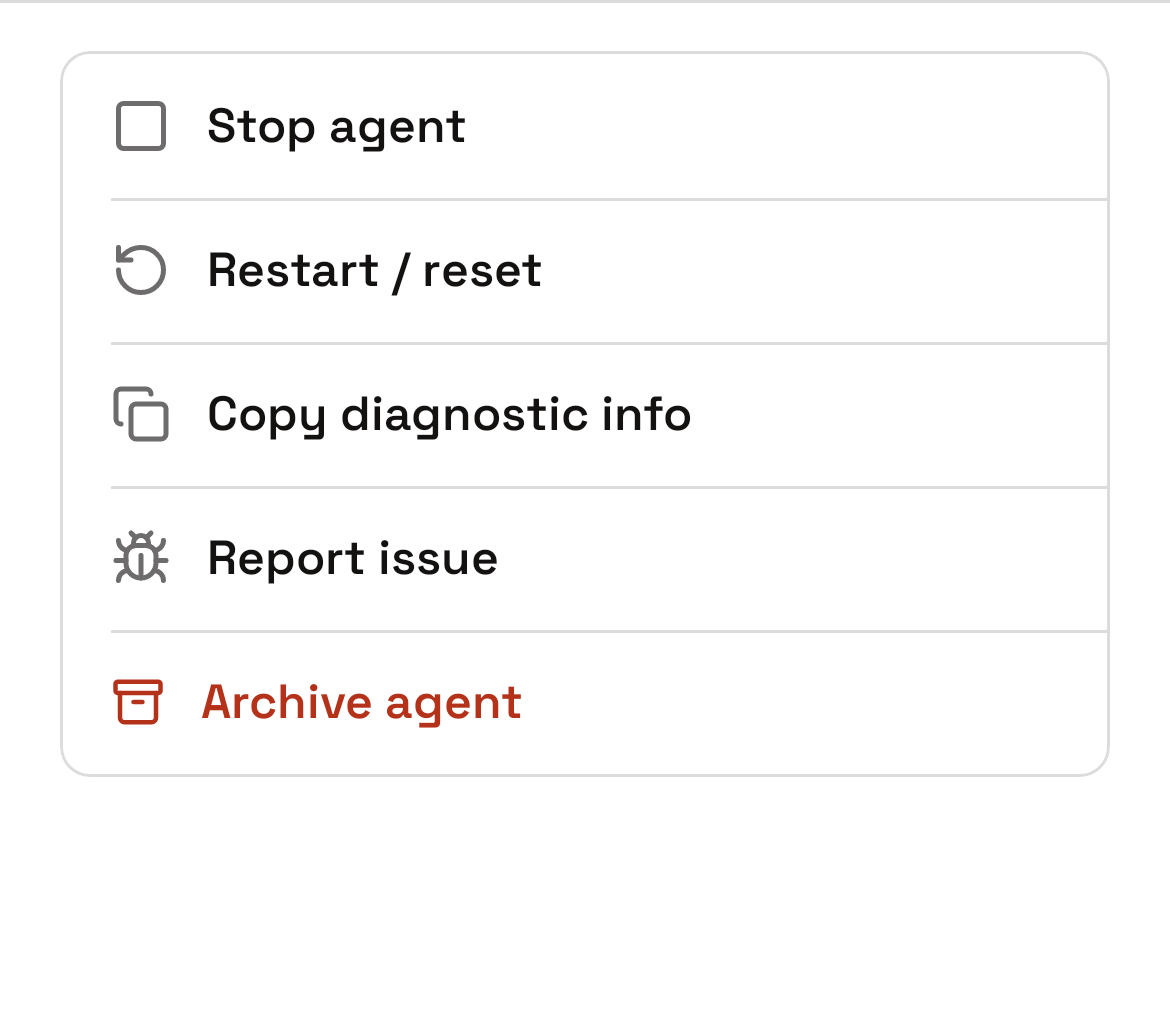 Stop agent
Restart / reset
Copy diagnostic info
Report issue
Archive agent